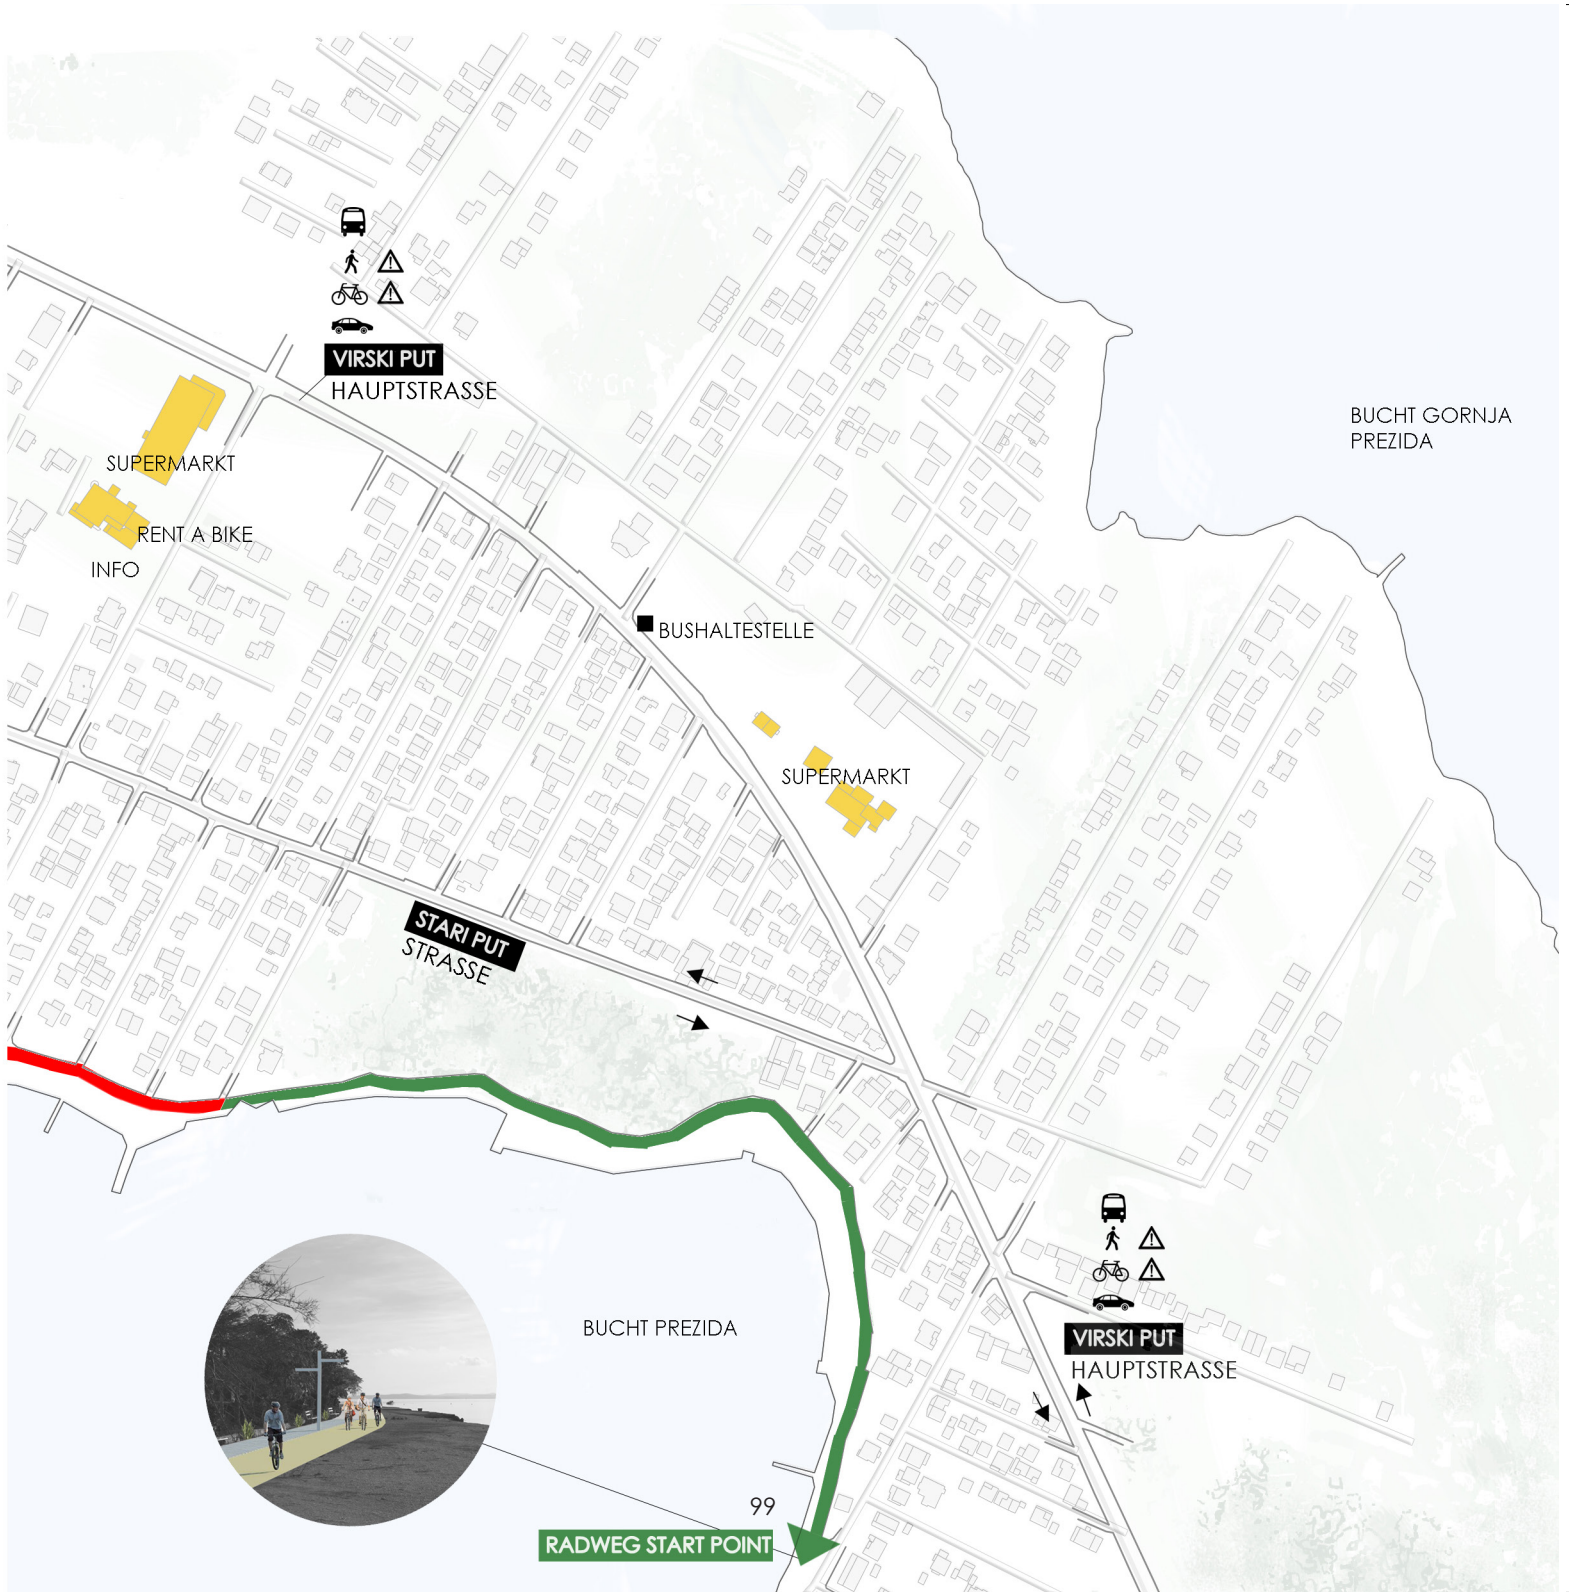 VIRSKI PUT
HAUPTSTRASSE
BUCHT GORNJA
PREZIDA
SUPERMARKT
RENT A BIKE
INFO
BUSHALTESTELLE
SUPERMARKT
STARI PUT
STRASSE
BUCHT PREZIDA
VIRSKI PUT
HAUPTSTRASSE
99
RADWEG START POINT